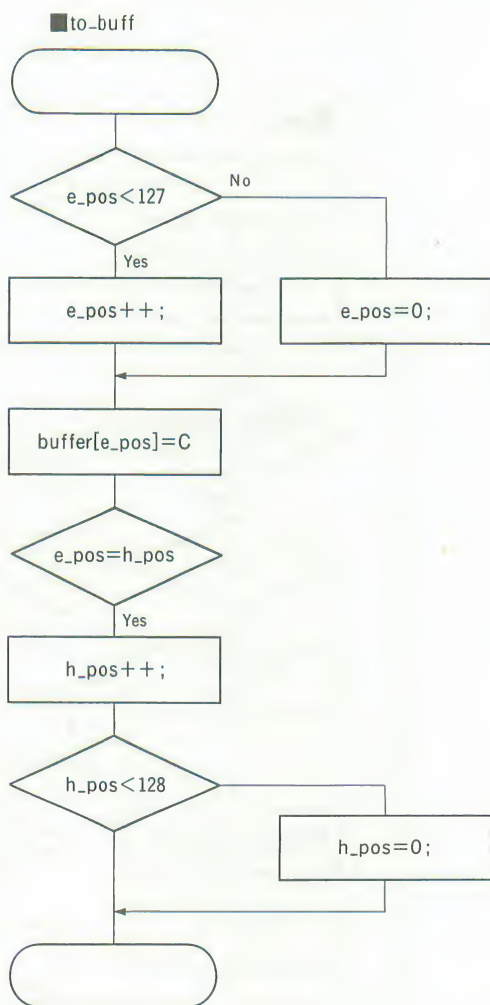 ■to_buff
e_pos<127
No
Yes
e_pos++;
e_pos=0;
buffer[e_pos]=C
e_pos=h_pos
Yes
h_pos++;
h_pos<128
h_pos=0;